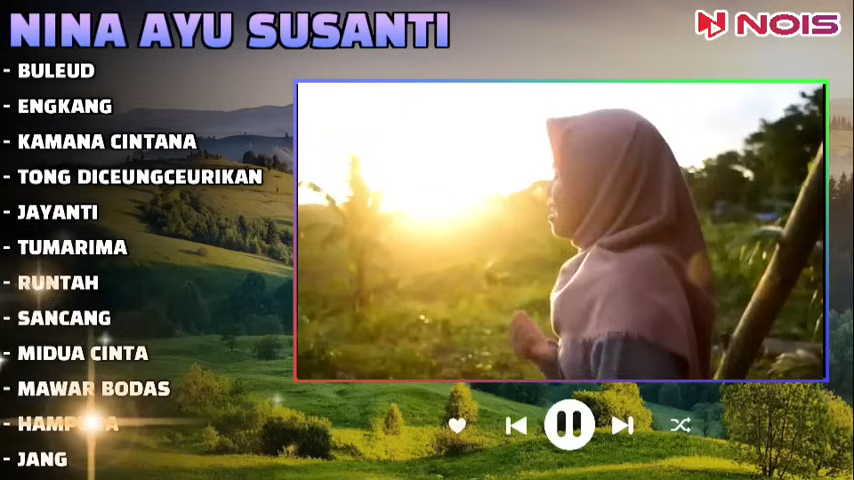 NINA AYU SUSANTI
NOIS
- BULEUD
- ENGKANG
- KAMANA CINTANA
- TONG DICEUNGCEURIKAN
- JAYANTI
- TUMARIMA
- RUNTAH
- SANCANG
- MIDUA CINTA
- MAWAR BODAS
- JANG